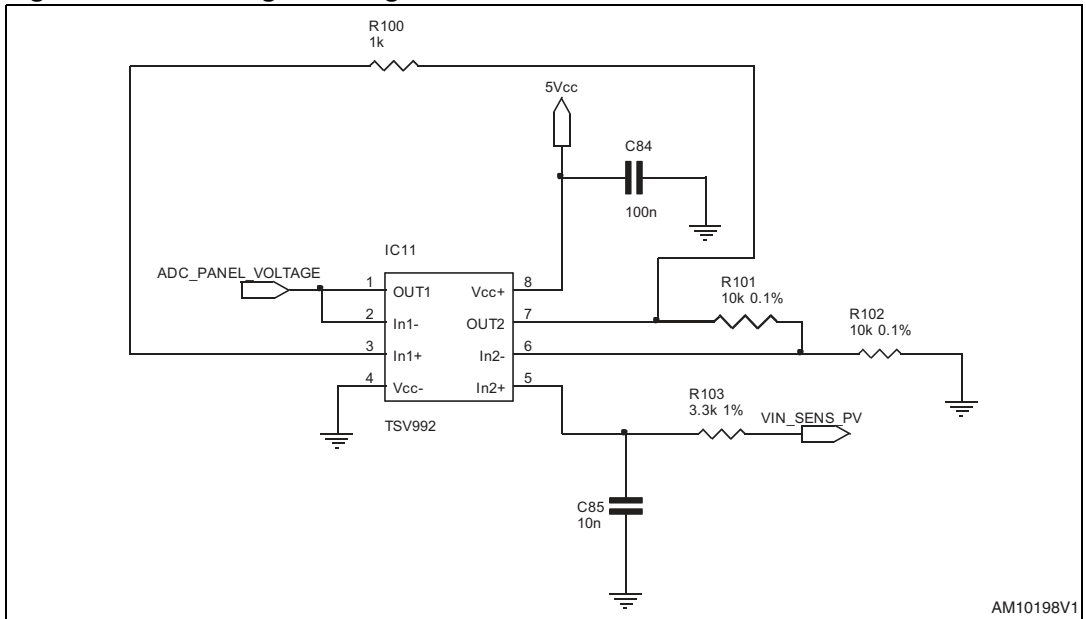 R100
1k
5Vcc
C84
100n
IC11
ADC_PANEL_VOLTAGE
1
OUT1
Vcc+
8
2
In1-
OUT2
7
3
In1+
In2-
6
4
Vcc-
In2+
5
TSV992
R101
10k 0.1%
R102
10k 0.1%
R103
3.3k 1%
VIN_SENS_PV
C85
10n
AM10198V1